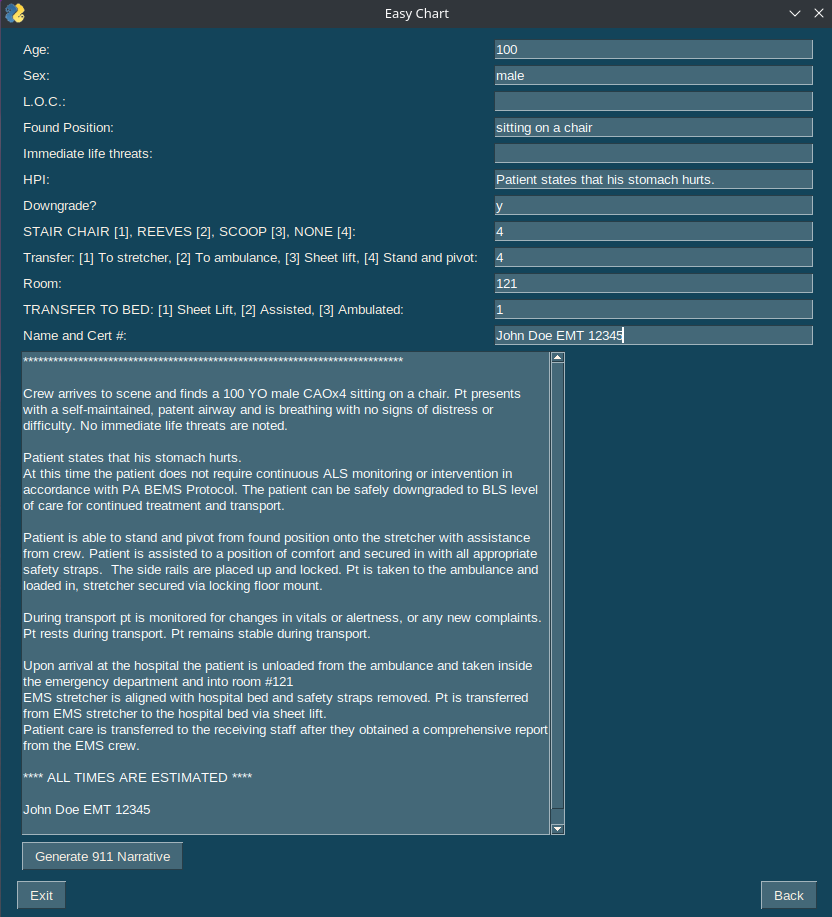 Easy Chart
Age: 100
Sex: male
L.O.C.:
Found Position: sitting on a chair
Immediate life threats:
HPI: Patient states that his stomach hurts.
Downgrade? y
STAIR CHAIR [1], REEVES [2], SCOOP [3], NONE [4]: 4
Transfer: [1] To stretcher, [2] To ambulance, [3] Sheet lift, [4] Stand and pivot: 4
Room: 121
TRANSFER TO BED: [1] Sheet Lift, [2] Assisted, [3] Ambulated: 1
Name and Cert #: John Doe EMT 12345
****************************************************************************
Crew arrives to scene and finds a 100 YO male CAOx4 sitting on a chair. Pt presents
with a self-maintained, patent airway and is breathing with no signs of distress or
difficulty. No immediate life threats are noted.
Patient states that his stomach hurts.
At this time the patient does not require continuous ALS monitoring or intervention in
accordance with PA BEMS Protocol. The patient can be safely downgraded to BLS level
of care for continued treatment and transport.
Patient is able to stand and pivot from found position onto the stretcher with assistance
from crew. Patient is assisted to a position of comfort and secured in with all appropriate
safety straps.  The side rails are placed up and locked. Pt is taken to the ambulance and
loaded in, stretcher secured via locking floor mount.
During transport pt is monitored for changes in vitals or alertness, or any new complaints.
Pt rests during transport. Pt remains stable during transport.
Upon arrival at the hospital the patient is unloaded from the ambulance and taken inside
the emergency department and into room #121
EMS stretcher is aligned with hospital bed and safety straps removed. Pt is transferred
from EMS stretcher to the hospital bed via sheet lift.
Patient care is transferred to the receiving staff after they obtained a comprehensive report
from the EMS crew.
**** ALL TIMES ARE ESTIMATED ****
John Doe EMT 12345
Generate 911 Narrative
Exit
Back